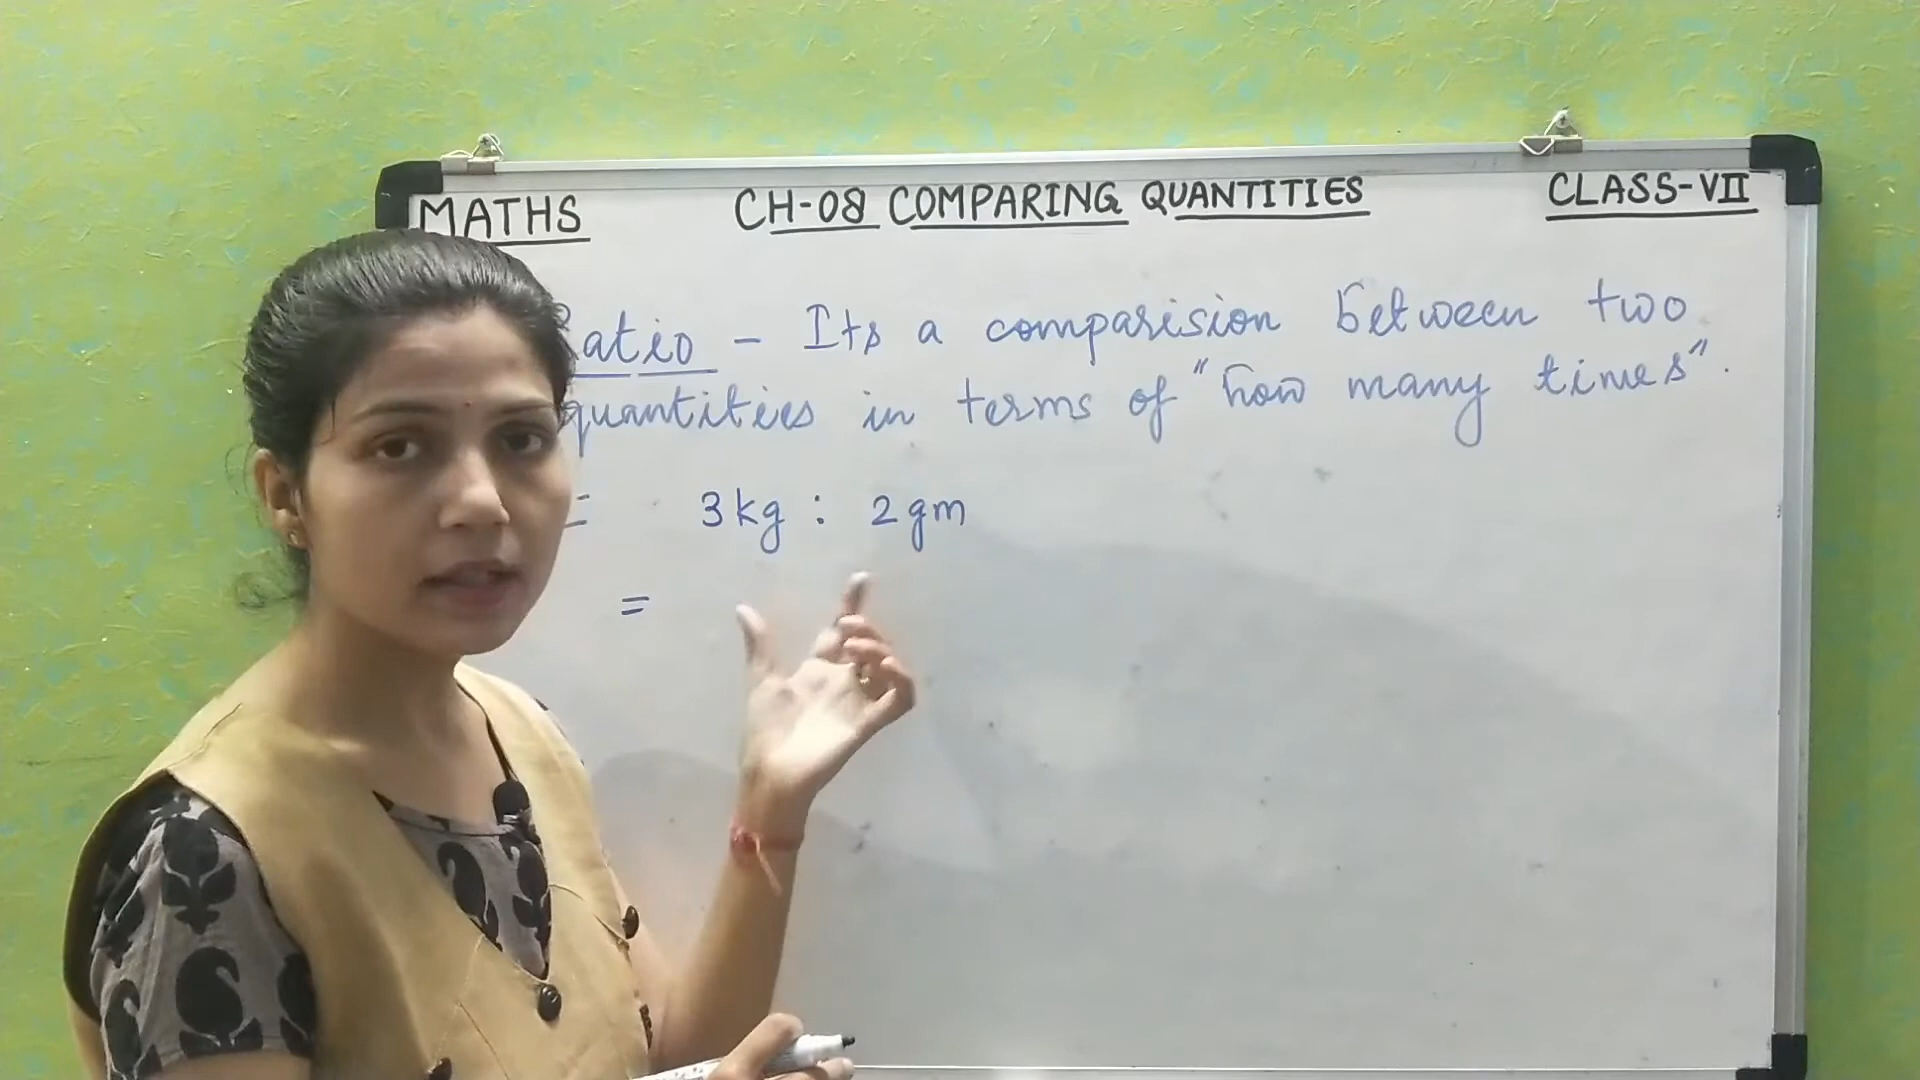 MATHS CH-08 COMPARING QUANTITIES CLASS-VII
Ratio - Its a comparision between two
quantities in terms of "how many times".
= 3kg : 2gm
=